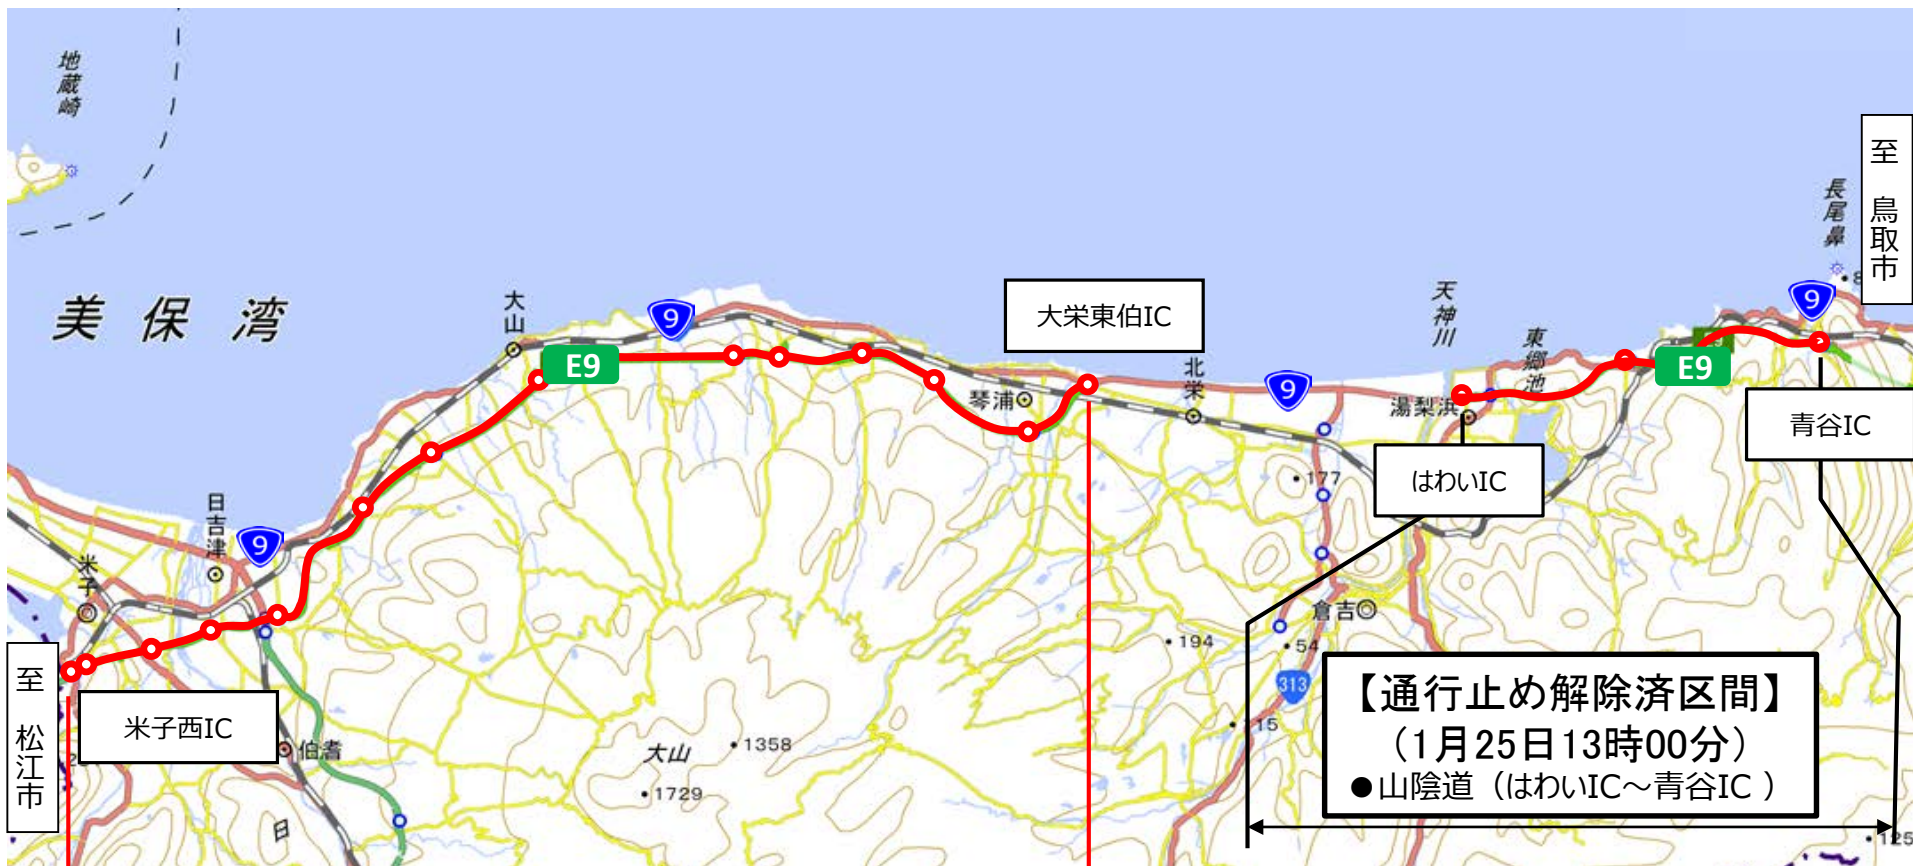 地蔵崎
美保湾
大山
9
E9
大栄東伯IC
琴浦
北栄
9
天神川
東郷池
湯梨浜
はわいIC
177
E9
長尾鼻
9
至 鳥取市
青谷IC
日吉津
9
米子
至 松江市
米子西IC
伯耆
日
大山
1358
1729
194
54
倉吉
313
【通行止め解除済区間】
（1月25日13時00分）
●山陰道（はわいIC～青谷IC ）